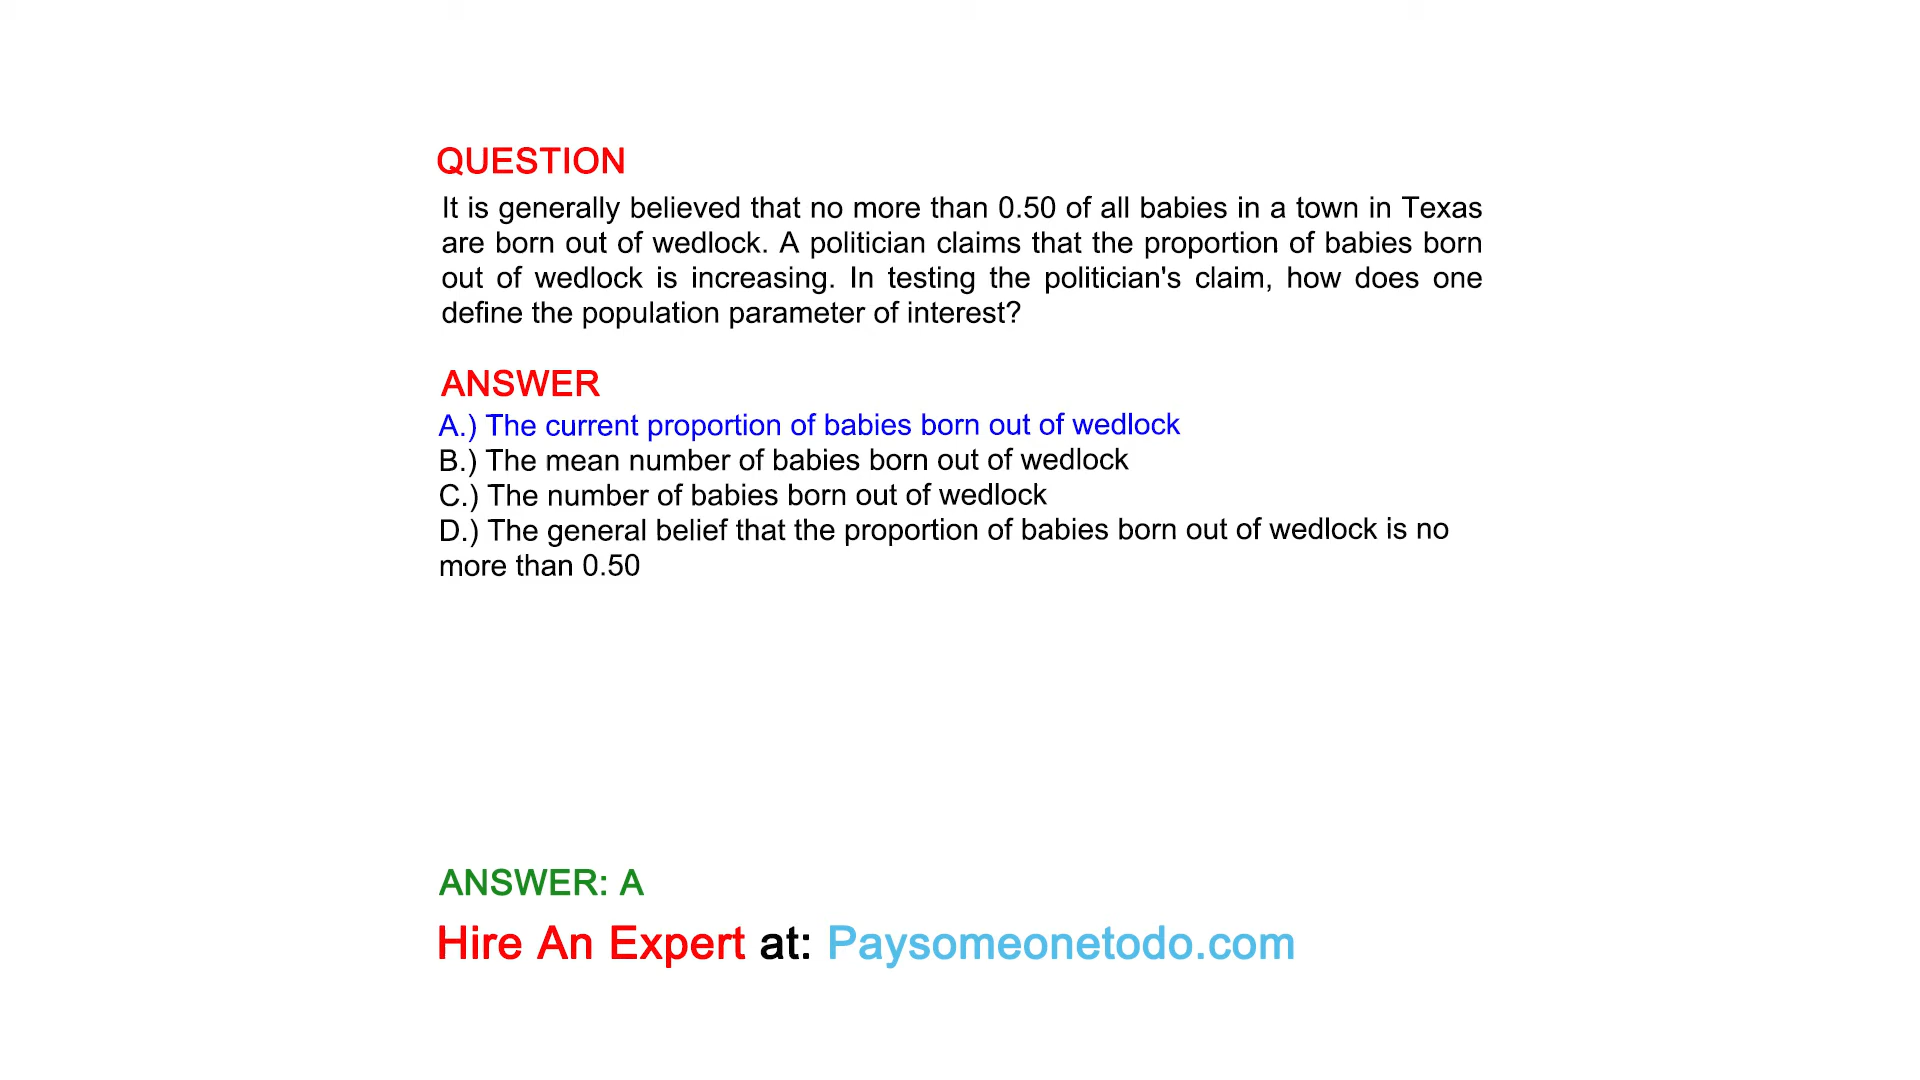 QUESTION
It is generally believed that no more than 0.50 of all babies in a town in Texas
are born out of wedlock. A politician claims that the proportion of babies born
out of wedlock is increasing. In testing the politician's claim, how does one
define the population parameter of interest?
ANSWER
A.) The current proportion of babies born out of wedlock
B.) The mean number of babies born out of wedlock
C.) The number of babies born out of wedlock
D.) The general belief that the proportion of babies born out of wedlock is no
more than 0.50
ANSWER: A
Hire An Expert at: Paysomeonetodo.com